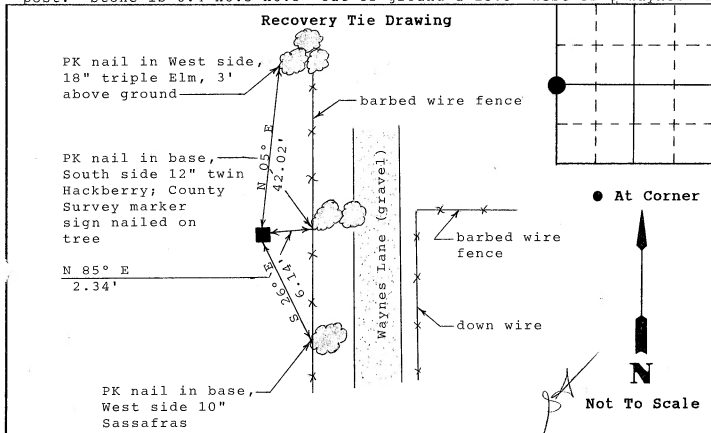 Recovery Tie Drawing
PK nail in West side,
18" triple Elm, 3'
above ground
barbed wire fence
N 05° E
42.02'
PK nail in base,
South side 12" twin
Hackberry; County
Survey marker
sign nailed on
tree
N 85° E
2.34'
S 26° E
6.14'
Waynes Lane (gravel)
barbed wire
fence
down wire
PK nail in base,
West side 10"
Sassafras
At Corner
N
Not To Scale